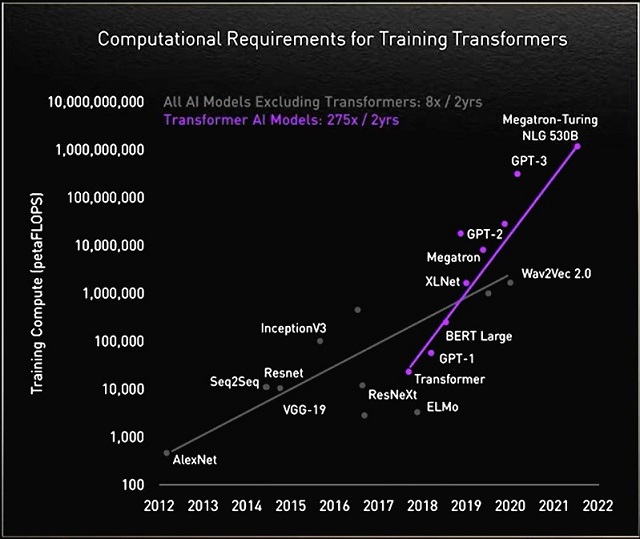 Computational Requirements for Training Transformers
10,000,000,000
All AI Models Excluding Transformers: 8x / 2yrs
Transformer AI Models: 275x / 2yrs
Megatron-Turing
NLG 530B
1,000,000,000
GPT-3
100,000,000
GPT-2
10,000,000
Megatron
XLNet
Wav2Vec 2.0
1,000,000
InceptionV3
BERT Large
100,000
GPT-1
Seq2Seq
Resnet
Transformer
10,000
ResNeXt
VGG-19
ELMo
1,000
AlexNet
100
Training Compute (petaFLOPS)
2012 2013 2014 2015 2016 2017 2018 2019 2020 2021 2022